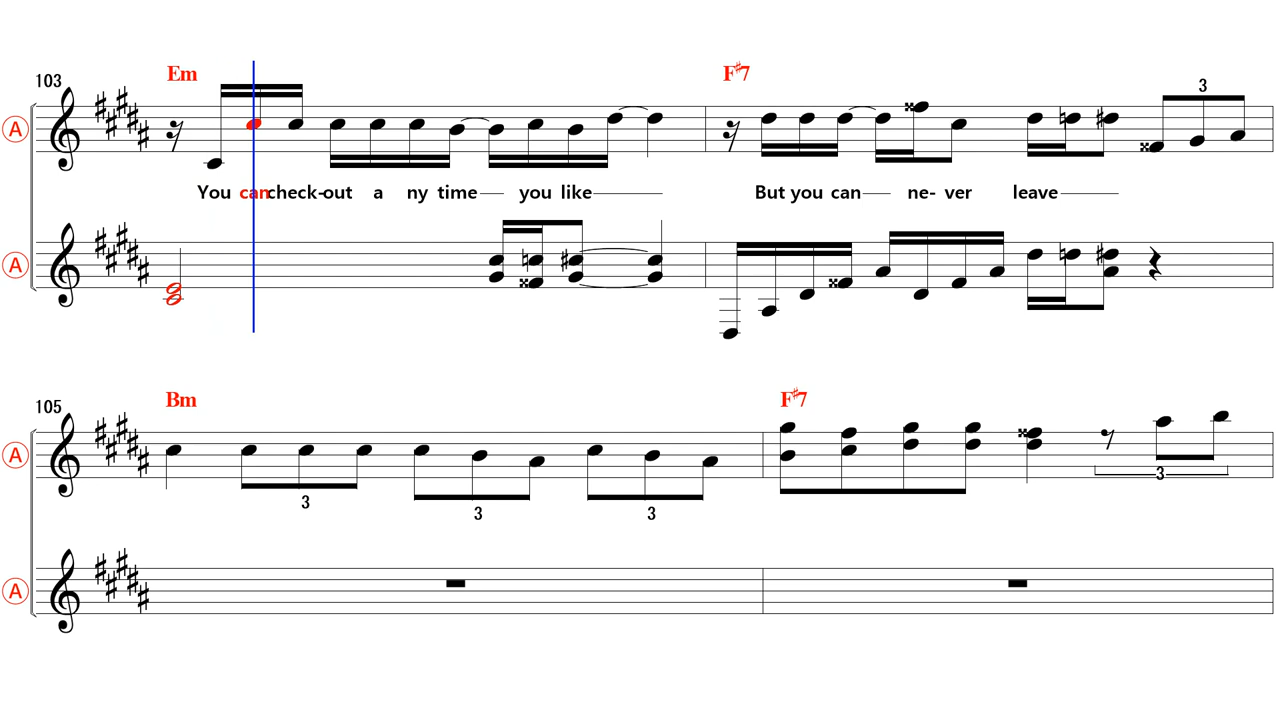 103
Em F♯7
A
3
You can check-out a ny time you like But you can ne- ver leave
A
105
Bm F♯7
A
3 3 3 3
A